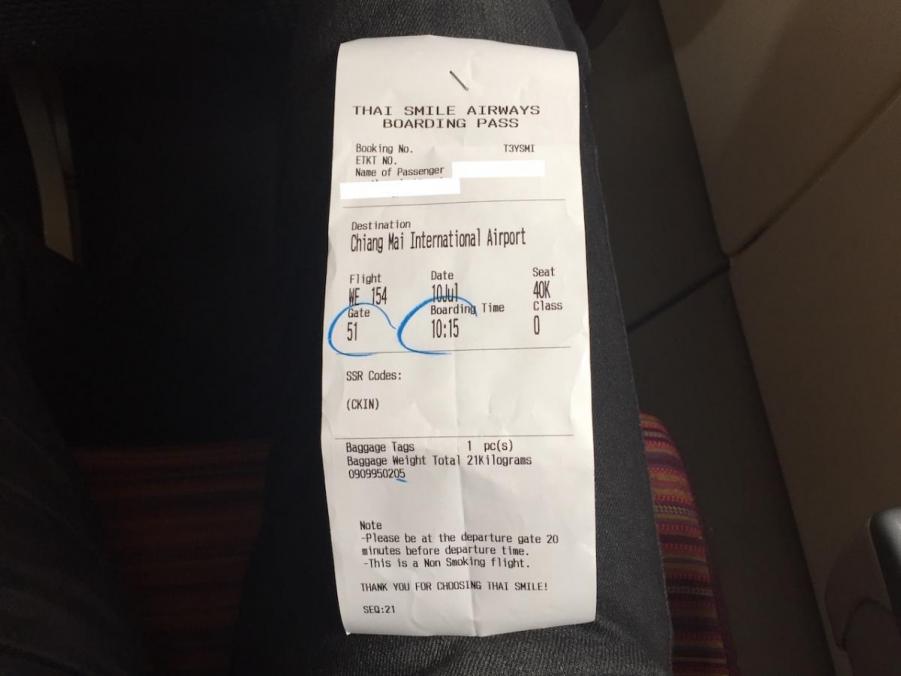 THAI SMILE AIRWAYS
BOARDING PASS
Booking No. T3YSMI
ETKT NO.
Name of Passenger
Destination
Chiang Mai International Airport
Flight Date Seat
WE 154 10Jul 40K
Gate Boarding Time Class
51 10:15 O
SSR Codes:
(CKIN)
Baggage Tags 1 pc(s)
Baggage Weight Total 21Kilograms
0909950205
Note
-Please be at the departure gate 20
minutes before departure time.
-This is a Non Smoking flight.
THANK YOU FOR CHOOSING THAI SMILE!
SEQ:21